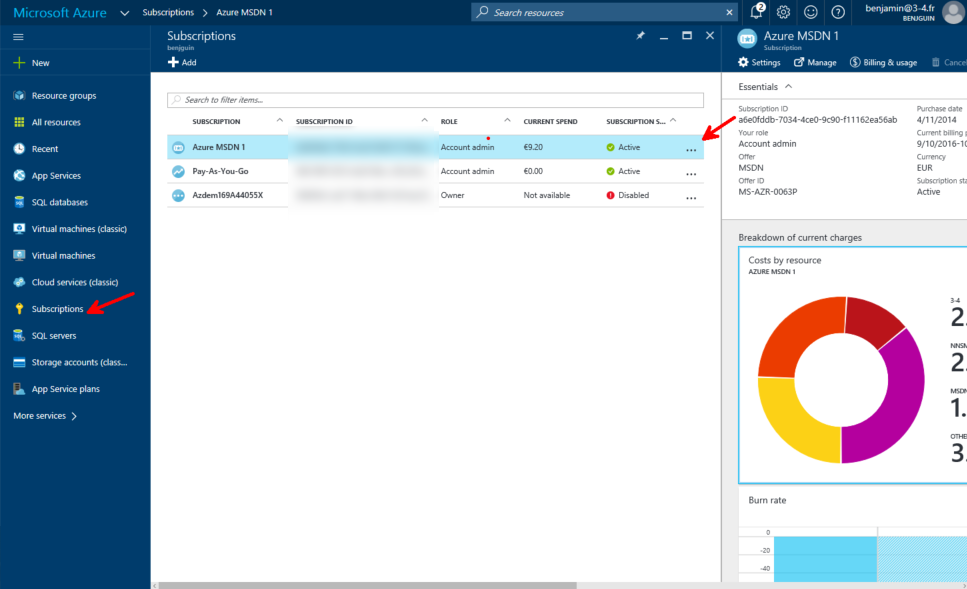 Microsoft Azure Subscriptions > Azure MSDN 1
Search resources
2
benjamin@3-4.fr
BENJGUIN
New
Resource groups
All resources
Recent
App Services
SQL databases
Virtual machines (classic)
Virtual machines
Cloud services (classic)
Subscriptions
SQL servers
Storage accounts (class...
App Service plans
More services
Subscriptions
benjguin
Add
Search to filter items...
SUBSCRIPTION SUBSCRIPTION ID ROLE CURRENT SPEND SUBSCRIPTION S...
Azure MSDN 1 Account admin €9.20 Active ...
Pay-As-You-Go Account admin €0.00 Active ...
Azdem169A44055X Owner Not available Disabled ...
Azure MSDN 1
Subscription
Settings Manage Billing & usage Cancel
Essentials
Subscription ID
a6e0fddb-7034-4ce0-9c90-f11162ea56ab
Your role
Account admin
Offer
MSDN
Offer ID
MS-AZR-0063P
Purchase date
4/11/2014
Current billing p
9/10/2016-10
Currency
EUR
Subscription sta
Active
Breakdown of current charges
Costs by resource
AZURE MSDN 1
3-4
2.
NNSM
2.
MSDN
1.
OTHE
3.
Burn rate
0
-20
-40